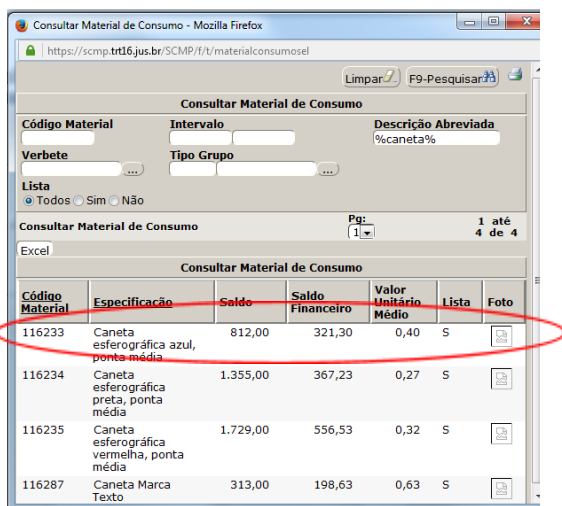 Consultar Material de Consumo - Mozilla Firefox
https://scmp.trt16.jus.br/SCMP/f/t/materialconsumosel
Limpar F9-Pesquisar
Consultar Material de Consumo
Código Material Intervalo Descrição Abreviada
%caneta%
Verbete Tipo Grupo
... ...
Lista
Todos Sim Não
Consultar Material de Consumo Pg: 1 1 até
4 de 4
Excel
Consultar Material de Consumo
Código Material Especificação Saldo Saldo Financeiro Valor Unitário Médio Lista Foto
116233 Caneta 812,00 321,30 0,40 S
esferográfica azul,
ponta média
116234 Caneta 1.355,00 367,23 0,27 S
esferográfica
preta, ponta
média
116235 Caneta 1.729,00 556,53 0,32 S
esferográfica
vermelha, ponta
média
116287 Caneta Marca 313,00 198,63 0,63 S
Texto